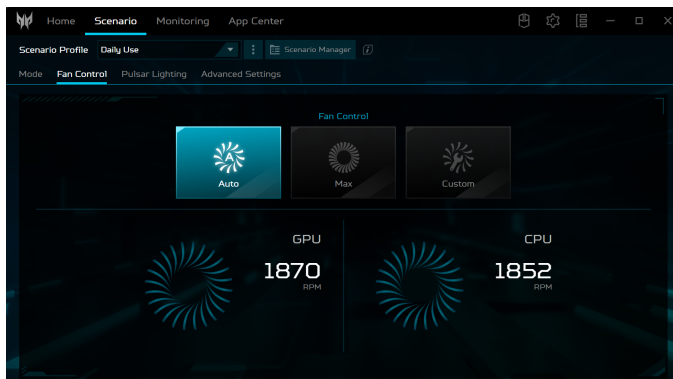 Home Scenario Monitoring App Center
Scenario Profile Daily Use Scenario Manager i
Mode Fan Control Pulsar Lighting Advanced Settings
Fan Control
A
Auto Max Custom
GPU CPU
1870 1852
RPM RPM